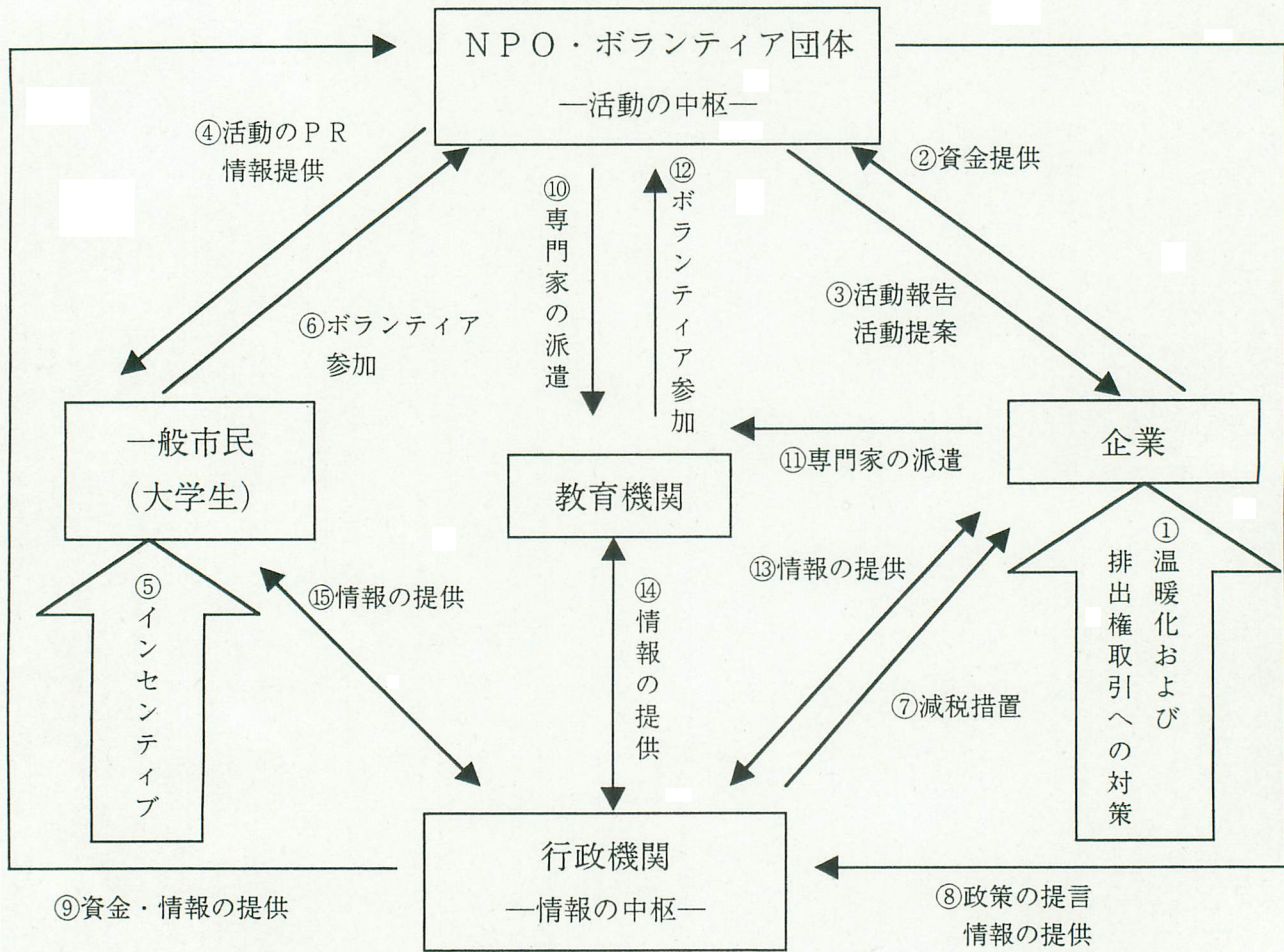 NPO・ボランティア団体
―活動の中枢―
④活動のPR
情報提供
②資金提供
⑩専門家の派遣
⑫ボランティア参加
③活動報告
活動提案
⑥ボランティア
参加
一般市民
(大学生)
教育機関
企業
⑪専門家の派遣
⑤インセンティブ
⑮情報の提供
⑭情報の提供
⑬情報の提供
⑦減税措置
①温暖化および
排出権取引への対策
行政機関
―情報の中枢―
⑨資金・情報の提供
⑧政策の提言
情報の提供